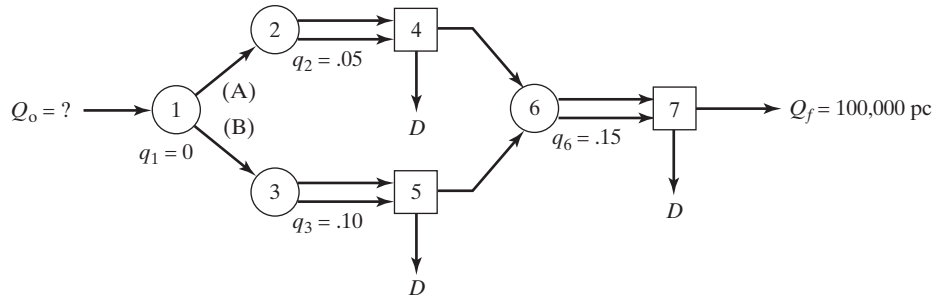 2
4
q2 = .05
(A)
D
Qo = ?
1
(B)
q1 = 0
6
7
Qf = 100,000 pc
q6 = .15
D
3
5
q3 = .10
D